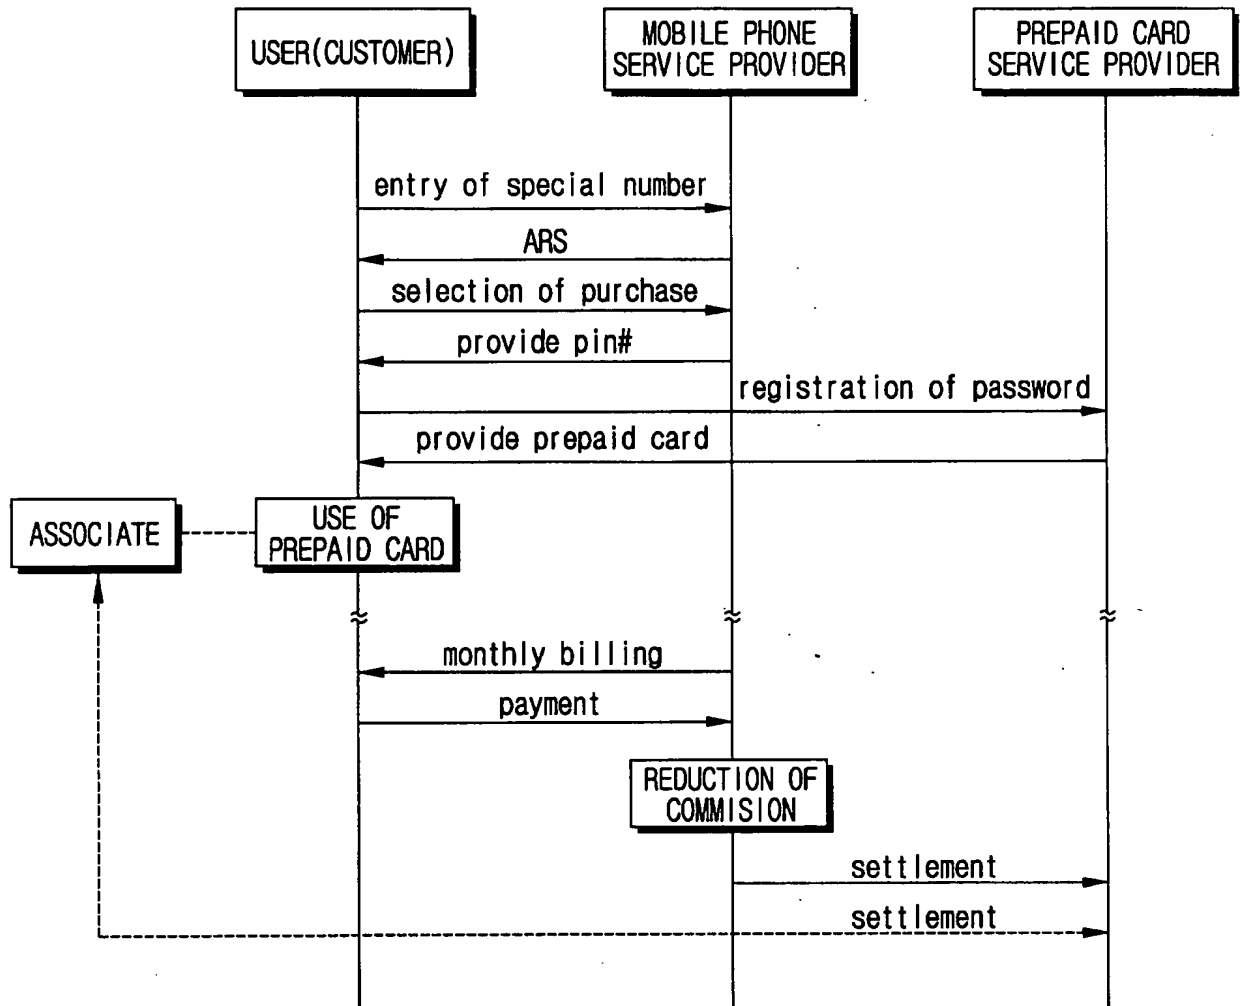 USER(CUSTOMER)
MOBILE PHONE
SERVICE PROVIDER
PREPAID CARD
SERVICE PROVIDER
entry of special number
ARS
selection of purchase
provide pin#
registration of password
provide prepaid card
ASSOCIATE
USE OF
PREPAID CARD
monthly billing
payment
REDUCTION OF
COMMISION
settlement
settlement